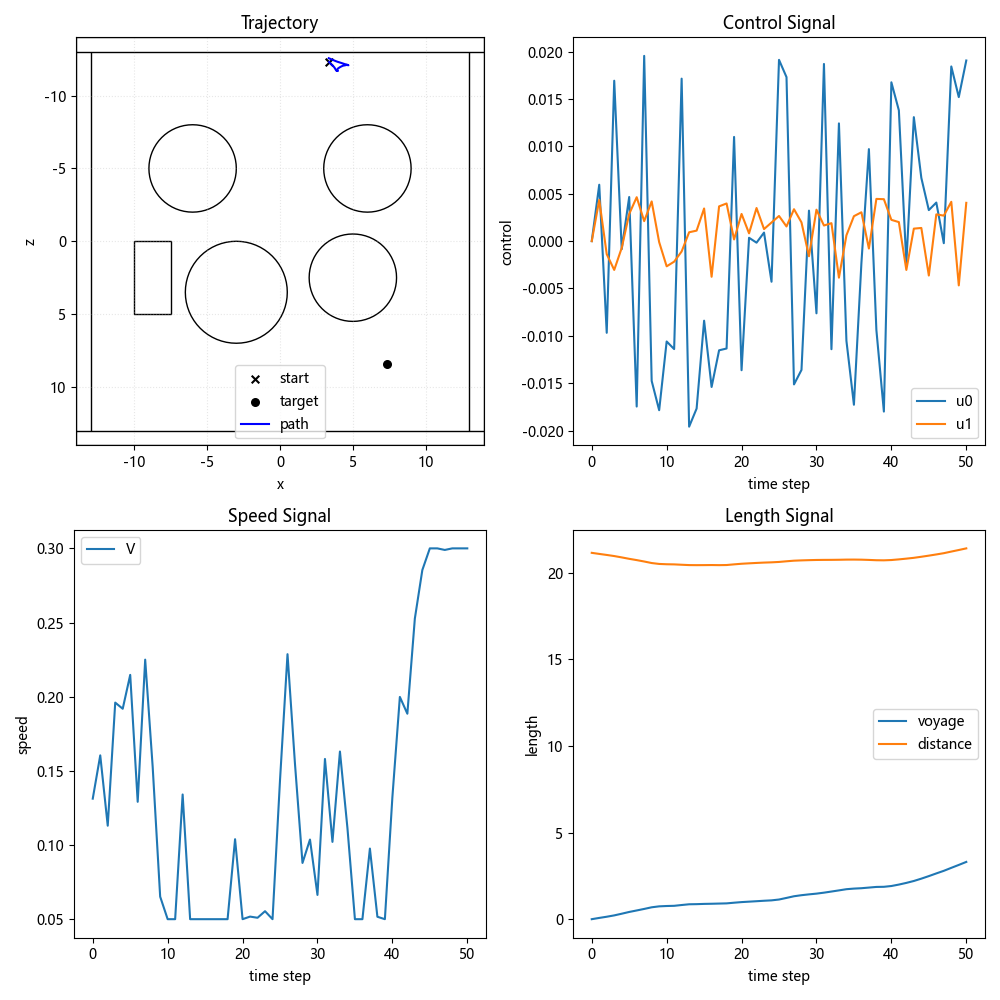 Trajectory
-10
-5
0
5
10
z
start
target
path
-10
-5
0
5
10
x
Control Signal
0.020
0.015
0.010
0.005
0.000
-0.005
-0.010
-0.015
-0.020
control
u0
u1
0
10
20
30
40
50
time step
Speed Signal
V
0.30
0.25
0.20
0.15
0.10
0.05
speed
0
10
20
30
40
50
time step
Length Signal
20
15
10
5
0
length
voyage
distance
0
10
20
30
40
50
time step